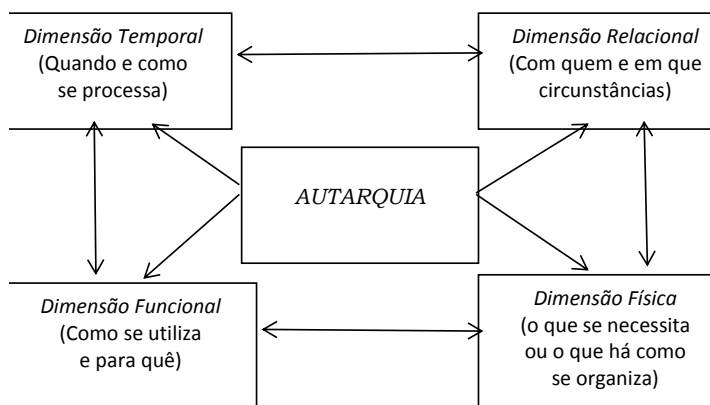 Dimensão Temporal
(Quando e como
se processa)
Dimensão Relacional
(Com quem e em que
circunstâncias)
AUTARQUIA
Dimensão Funcional
(Como se utiliza
e para quê)
Dimensão Física
(o que se necessita
ou o que há como
se organiza)